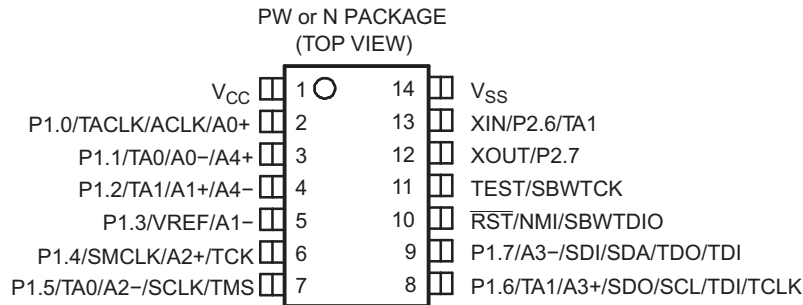 PW or N PACKAGE
(TOP VIEW)
VCC 1 14 VSS
P1.0/TACLK/ACLK/A0+ 2 13 XIN/P2.6/TA1
P1.1/TA0/A0−/A4+ 3 12 XOUT/P2.7
P1.2/TA1/A1+/A4− 4 11 TEST/SBWTCK
P1.3/VREF/A1− 5 10 R̅S̅T̅/NMI/SBWTDIO
P1.4/SMCLK/A2+/TCK 6 9 P1.7/A3−/SDI/SDA/TDO/TDI
P1.5/TA0/A2−/SCLK/TMS 7 8 P1.6/TA1/A3+/SDO/SCL/TDI/TCLK